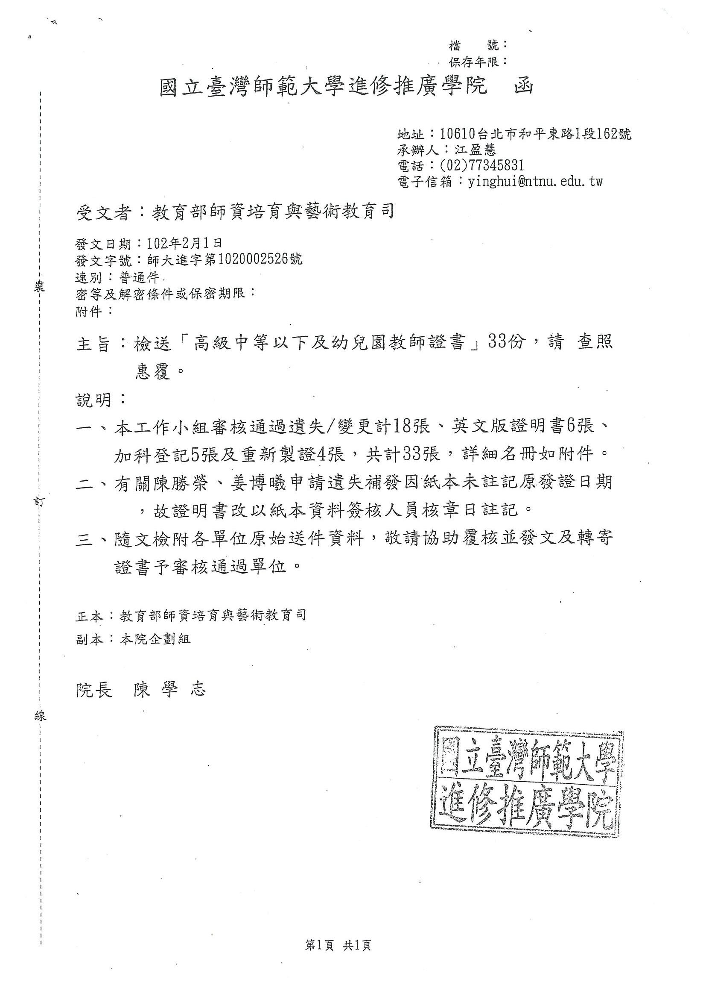 檔　　號：
保存年限：
國立臺灣師範大學進修推廣學院　函
地址：10610台北市和平東路1段162號
承辦人：江盈慧
電話：(02)77345831
電子信箱：yinghui@ntnu.edu.tw
受文者：教育部師資培育與藝術教育司
發文日期：102年2月1日
發文字號：師大進字第1020002526號
速別：普通件
密等及解密條件或保密期限：
附件：
主旨：檢送「高級中等以下及幼兒園教師證書」33份，請 查照
惠覆。
說明：
一、本工作小組審核通過遺失/變更計18張、英文版證明書6張、
加科登記5張及重新製證4張，共計33張，詳細名冊如附件。
二、有關陳勝榮、姜博曦申請遺失補發因紙本未註記原發證日期
，故證明書改以紙本資料簽核人員核章日註記。
三、隨文檢附各單位原始送件資料，敬請協助覆核並發文及轉寄
證書予審核通過單位。
正本：教育部師資培育與藝術教育司
副本：本院企劃組
院長　陳 學 志
國立臺灣師範大學
進修推廣學院
裝
訂
線
第1頁 共1頁